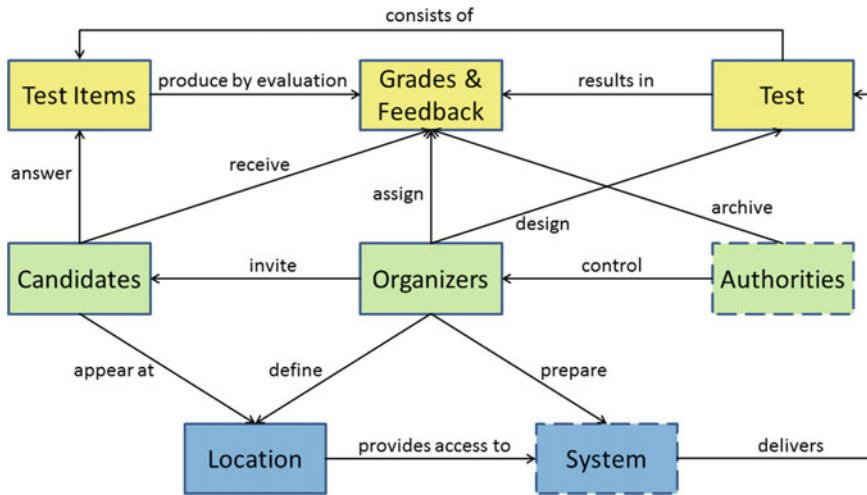 consists of
Test Items
produce by evaluation
Grades &
Feedback
results in
Test
answer
receive
assign
design
archive
Candidates
invite
Organizers
control
Authorities
appear at
define
prepare
Location
provides access to
System
delivers